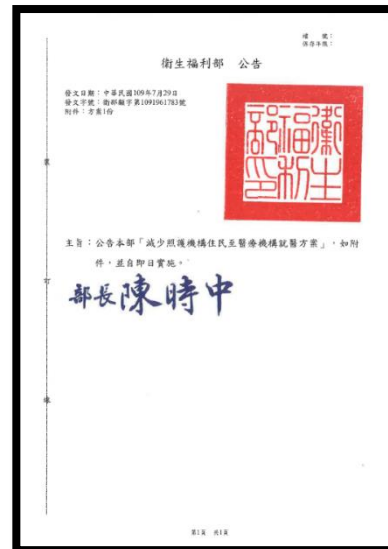 檔　　號：
保存年限：
衛生福利部　公告
發文日期：中華民國109年7月29日
發文字號：衛部顧字第1091961783號
附件：方案1份
衛生福利部印
裝
主旨：公告本部「減少照護機構住民至醫療機構就醫方案」，如附
件，並自即日實施。
部長陳時中
訂
線
第1頁　共1頁